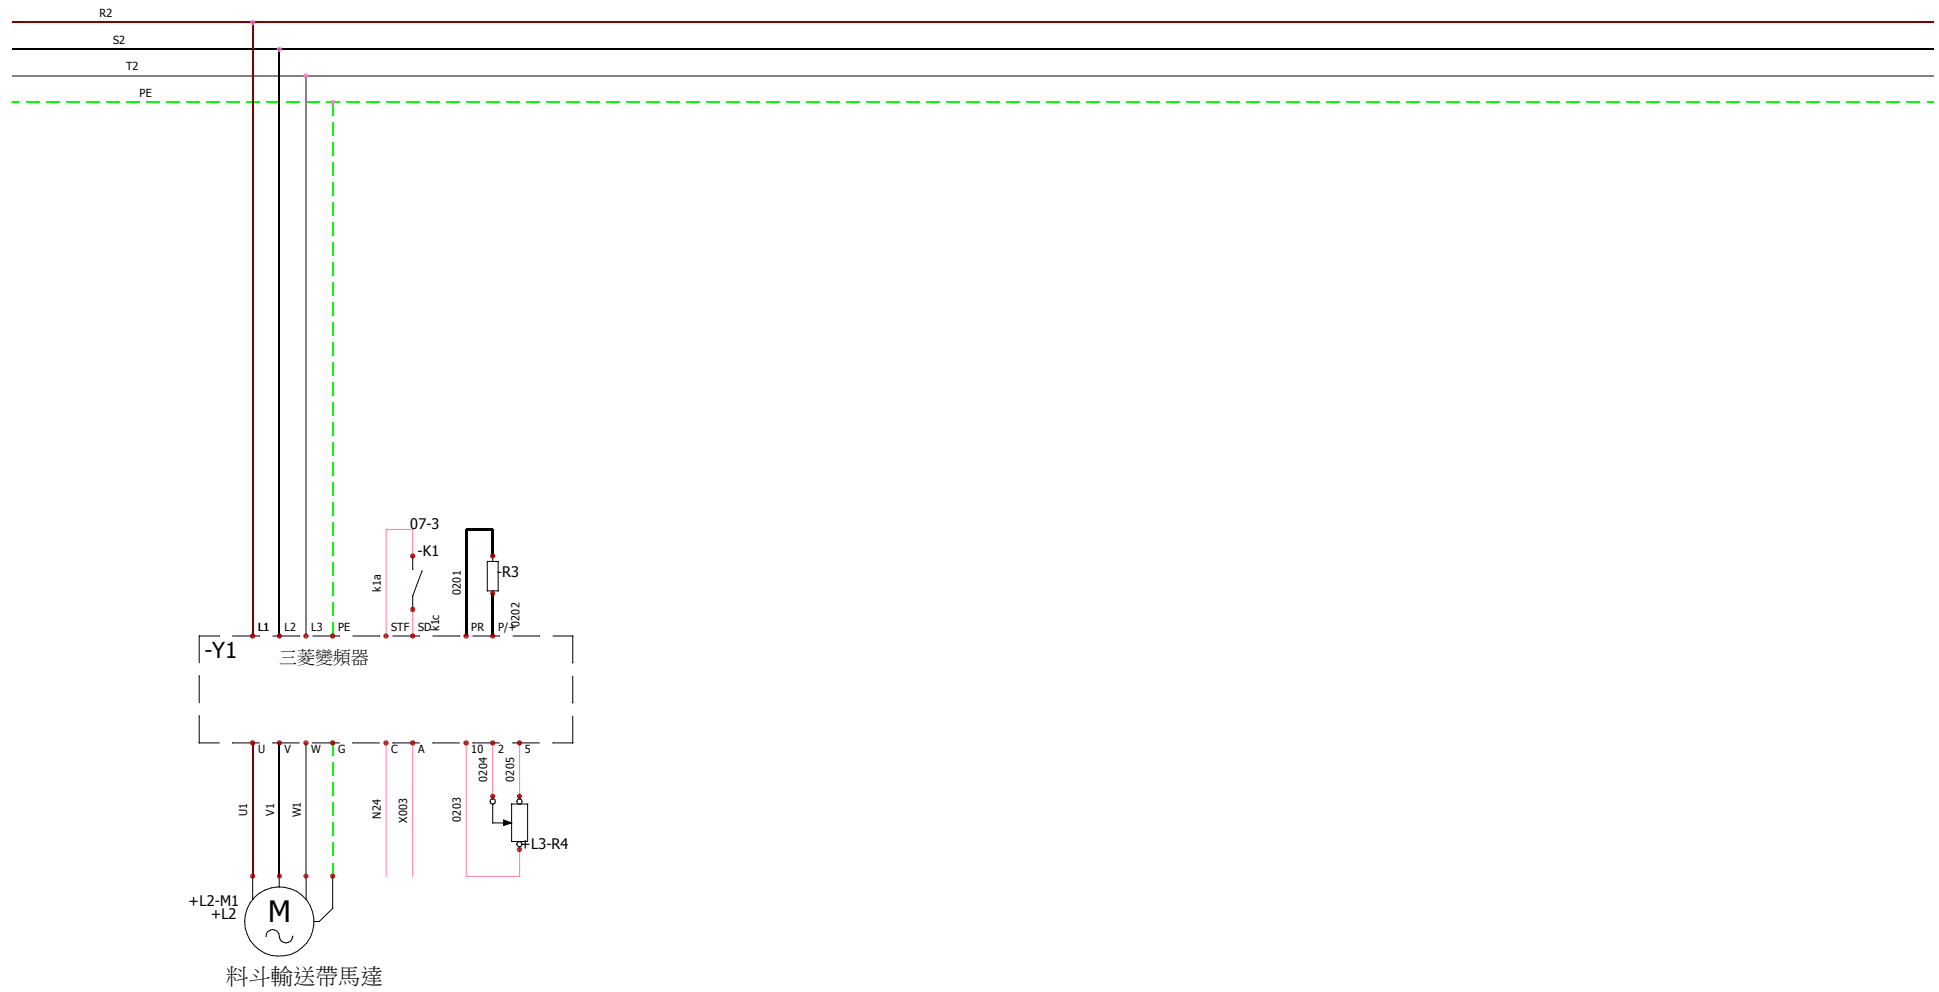 R2
S2
T2
PE
07-3
-K1
k1a
0201
-R3
0202
k1c
L1 L2 L3 PE STF SD PR P/+
-Y1
三菱變頻器
U V W G C A 10 2 5
0204
0205
U1
V1
W1
N24
X003
0203
+L3-R4
+L2-M1
+L2
M
料斗輸送帶馬達